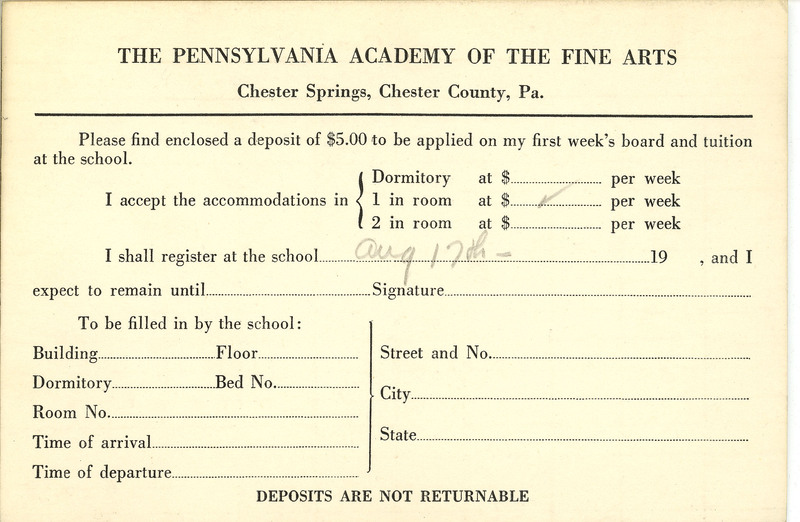 THE PENNSYLVANIA ACADEMY OF THE FINE ARTS
Chester Springs, Chester County, Pa.
Please find enclosed a deposit of $5.00 to be applied on my first week's board and tuition
at the school.
I accept the accommodations in
Dormitory at $ per week
1 in room at $ ✓ per week
2 in room at $ per week
I shall register at the school Aug 17th - 19 , and I
expect to remain until Signature
To be filled in by the school:
Building Floor
Dormitory Bed No.
Room No.
Time of arrival
Time of departure
Street and No.
City
State
DEPOSITS ARE NOT RETURNABLE